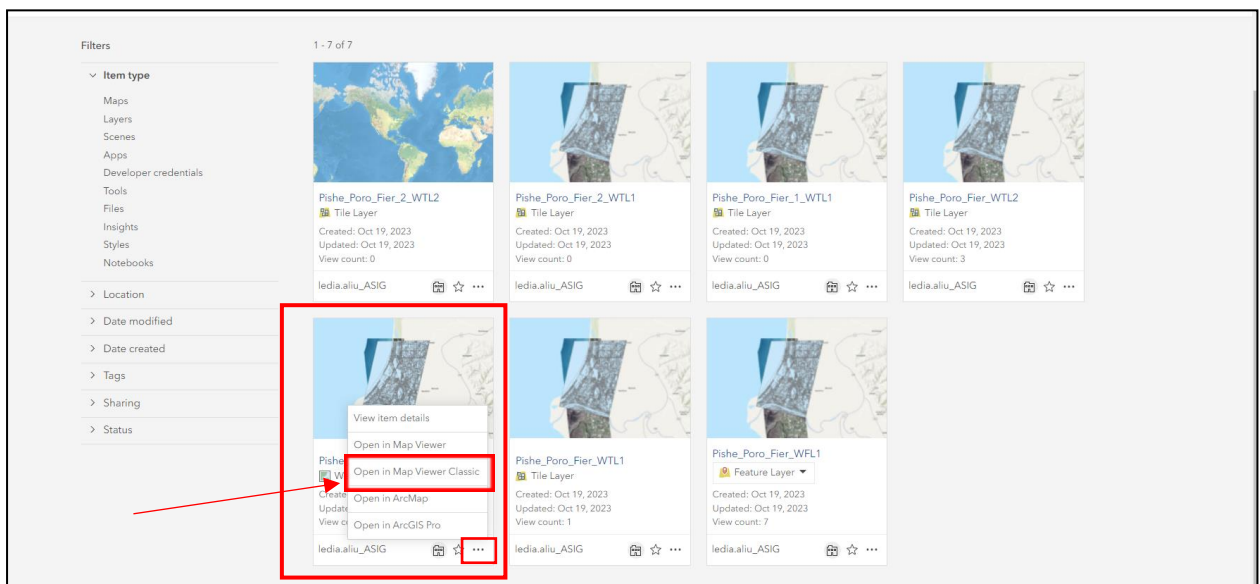 Filters
1 - 7 of 7
Item type
Maps
Layers
Scenes
Apps
Developer credentials
Tools
Files
Insights
Styles
Notebooks
Location
Date modified
Date created
Tags
Sharing
Status
Pishe_Poro_Fier_2_WTL2
Tile Layer
Created: Oct 19, 2023
Updated: Oct 19, 2023
View count: 0
ledia.aliu_ASIG
Pishe_Poro_Fier_2_WTL1
Tile Layer
Created: Oct 19, 2023
Updated: Oct 19, 2023
View count: 0
ledia.aliu_ASIG
Pishe_Poro_Fier_1_WTL1
Tile Layer
Created: Oct 19, 2023
Updated: Oct 19, 2023
View count: 0
ledia.aliu_ASIG
Pishe_Poro_Fier_WTL2
Tile Layer
Created: Oct 19, 2023
Updated: Oct 19, 2023
View count: 3
ledia.aliu_ASIG
View item details
Open in Map Viewer
Open in Map Viewer Classic
Open in ArcMap
Open in ArcGIS Pro
Pishe
W
Create
Update
View c
ledia.aliu_ASIG
Pishe_Poro_Fier_WTL1
Tile Layer
Created: Oct 19, 2023
Updated: Oct 19, 2023
View count: 1
ledia.aliu_ASIG
Pishe_Poro_Fier_WFL1
Feature Layer
Created: Oct 19, 2023
Updated: Oct 19, 2023
View count: 7
ledia.aliu_ASIG